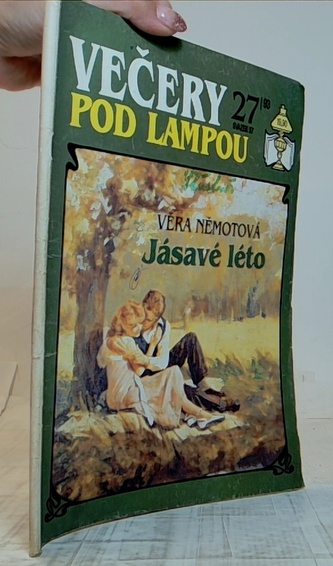 VEČERY
POD LAMPOU
27
VĚRA NĚMOTOVÁ
Jásavé léto